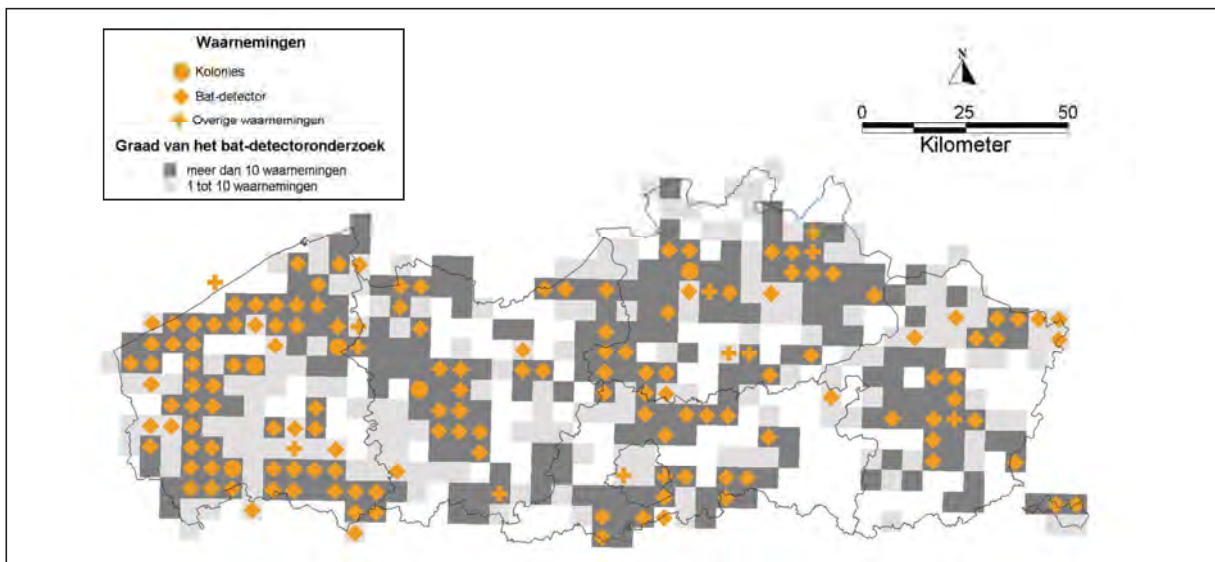 Waarnemingen
Kolonies
Bat-detector
Overige waarnemingen
Graad van het bat-detectoronderzoek
meer dan 10 waarnemingen
1 tot 10 waarnemingen
N
0 25 50
Kilometer